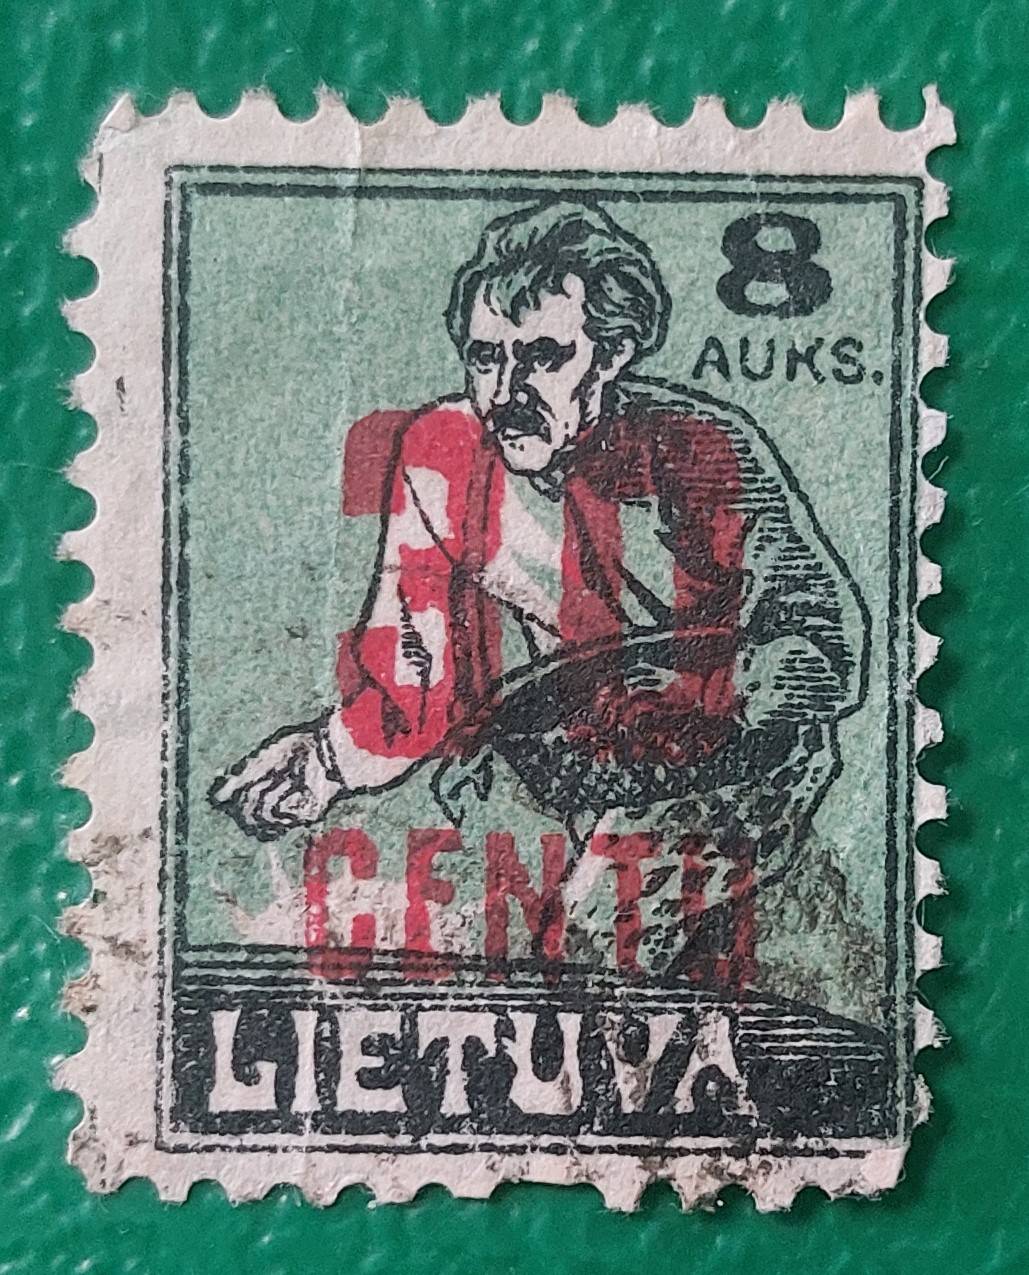 8
AUKS.
30
CENTŲ
LIETUVA